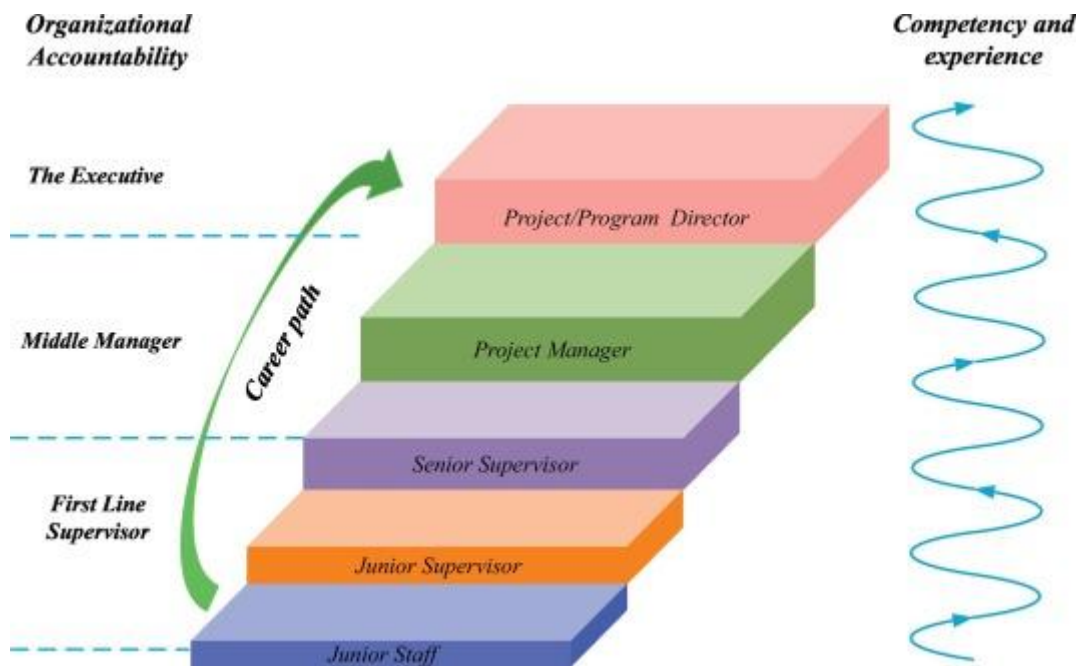 Organizational
Accountability
Competency and
experience
The Executive
Project/Program Director
Middle Manager
Career path
Project Manager
Senior Supervisor
First Line
Supervisor
Junior Supervisor
Junior Staff